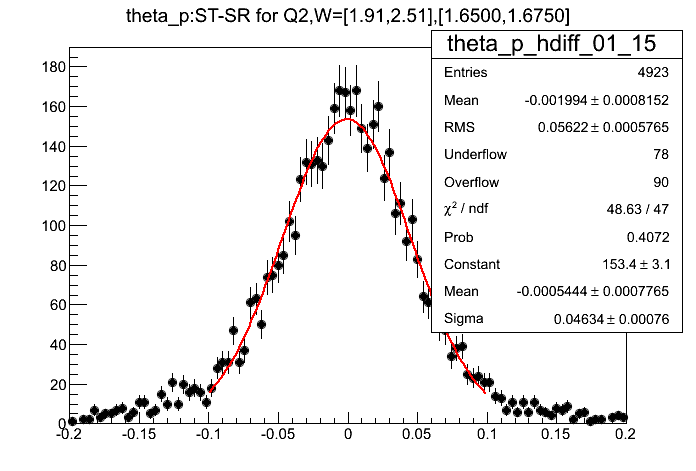 theta_p:ST-SR for Q2,W=[1.91,2.51],[1.6500,1.6750]
theta_p_hdiff_01_15
Entries 4923
Mean -0.001994 ± 0.0008152
RMS 0.05622 ± 0.0005765
Underflow 78
Overflow 90
χ² / ndf 48.63 / 47
Prob 0.4072
Constant 153.4 ± 3.1
Mean -0.0005444 ± 0.0007765
Sigma 0.04634 ± 0.00076
180
160
140
120
100
80
60
40
20
0
-0.2 -0.15 -0.1 -0.05 0 0.05 0.1 0.15 0.2